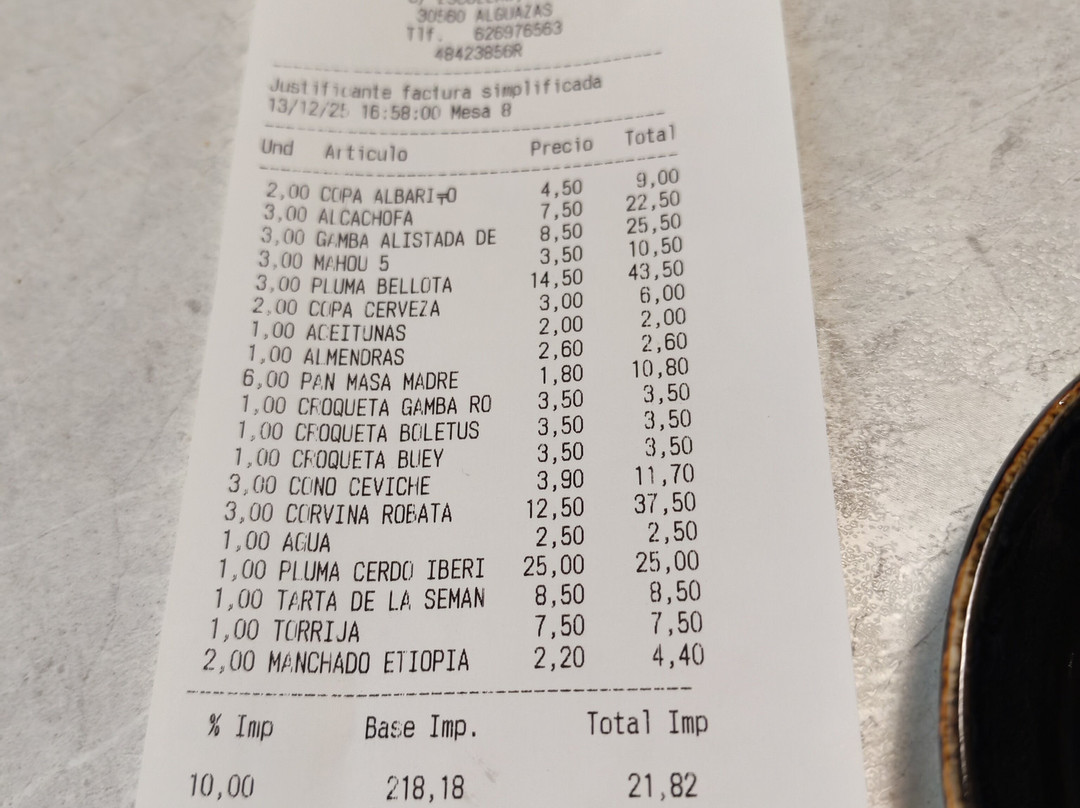 30560 ALGUAZAS
Tlf. 626976563
48423856R
Justificante factura simplificada
13/12/25 16:58:00 Mesa 8
Und Articulo Precio Total
2,00 COPA ALBARI╤O 4,50 9,00
3,00 ALCACHOFA 7,50 22,50
3,00 GAMBA ALISTADA DE 8,50 25,50
3,00 MAHOU 5 3,50 10,50
3,00 PLUMA BELLOTA 14,50 43,50
2,00 COPA CERVEZA 3,00 6,00
1,00 ACEITUNAS 2,00 2,00
1,00 ALMENDRAS 2,60 2,60
6,00 PAN MASA MADRE 1,80 10,80
1,00 CROQUETA GAMBA RO 3,50 3,50
1,00 CROQUETA BOLETUS 3,50 3,50
1,00 CROQUETA BUEY 3,50 3,50
3,00 CONO CEVICHE 3,90 11,70
3,00 CORVINA ROBATA 12,50 37,50
1,00 AGUA 2,50 2,50
1,00 PLUMA CERDO IBERI 25,00 25,00
1,00 TARTA DE LA SEMAN 8,50 8,50
1,00 TORRIJA 7,50 7,50
2,00 MANCHADO ETIOPIA 2,20 4,40
% Imp Base Imp. Total Imp
10,00 218,18 21,82